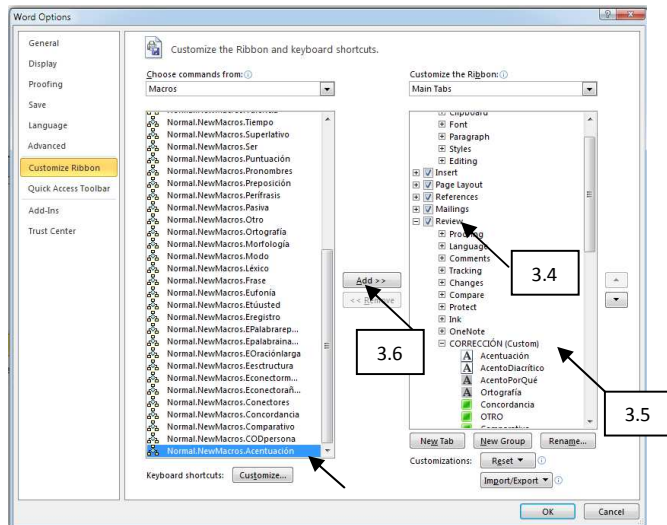 Word Options
General
Display
Proofing
Save
Language
Advanced
Customize Ribbon
Quick Access Toolbar
Add-Ins
Trust Center
Customize the Ribbon and keyboard shortcuts.
Choose commands from:
Macros
Normal.NewMacros.Tiempo
Normal.NewMacros.Superlativo
Normal.NewMacros.Ser
Normal.NewMacros.Puntuación
Normal.NewMacros.Pronombres
Normal.NewMacros.Preposición
Normal.NewMacros.Perífrasis
Normal.NewMacros.Pasiva
Normal.NewMacros.Otro
Normal.NewMacros.Ortografía
Normal.NewMacros.Morfología
Normal.NewMacros.Modo
Normal.NewMacros.Léxico
Normal.NewMacros.Frase
Normal.NewMacros.Eufonía
Normal.NewMacros.Etúusted
Normal.NewMacros.Eregistro
Normal.NewMacros.EPalabrarep...
Normal.NewMacros.Epalabraina...
Normal.NewMacros.EOraciónlarga
Normal.NewMacros.Eestructura
Normal.NewMacros.Econectorm...
Normal.NewMacros.Econectorañ...
Normal.NewMacros.Conectores
Normal.NewMacros.Concordancia
Normal.NewMacros.Comparativo
Normal.NewMacros.CODpersona
Normal.NewMacros.Acentuación
Keyboard shortcuts: Customize...
Add >>
<< Remove
3.6
Customize the Ribbon:
Main Tabs
Clipboard
Font
Paragraph
Styles
Editing
Insert
Page Layout
References
Mailings
Review
Proofing
Language
Comments
Tracking
Changes
Compare
Protect
Ink
OneNote
CORRECCIÓN (Custom)
A Acentuación
A AcentoDiacrítico
A AcentoPorQué
A Ortografía
Concordancia
OTRO
Comparativo
3.4
3.5
New Tab New Group Rename...
Customizations: Reset
Import/Export
OK Cancel